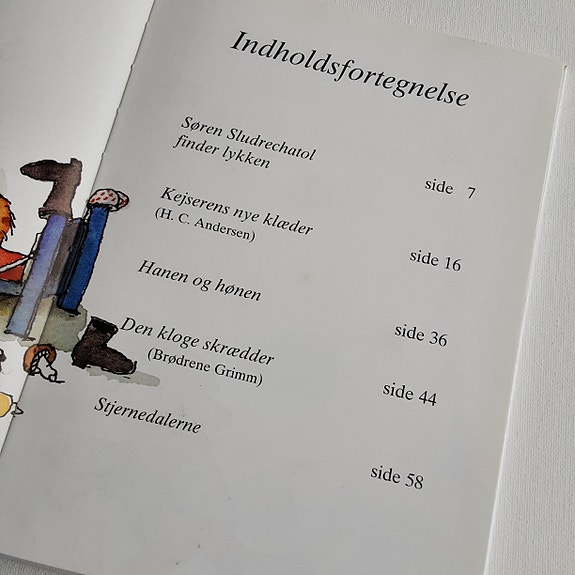 Indholdsfortegnelse
Søren Sludrechatol
finder lykken
side 7
Kejserens nye klæder
(H. C. Andersen)
side 16
Hanen og hønen
side 36
Den kloge skrædder
(Brødrene Grimm)
side 44
Stjernedalerne
side 58